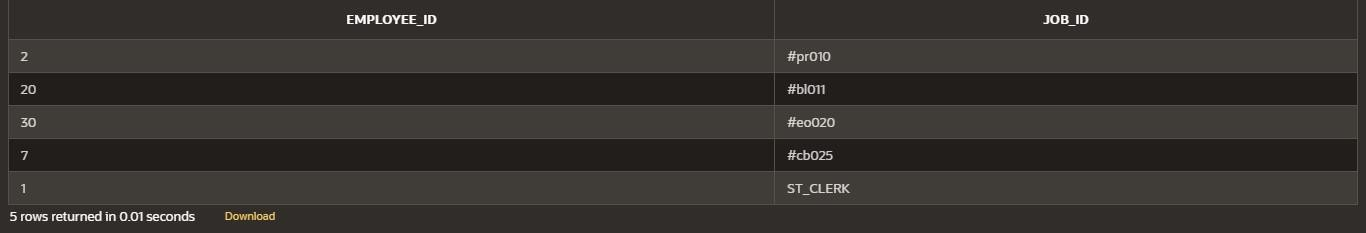 EMPLOYEE_ID JOB_ID
2 #pr010
20 #bl011
30 #eo020
7 #cb025
1 ST_CLERK
5 rows returned in 0.01 seconds Download